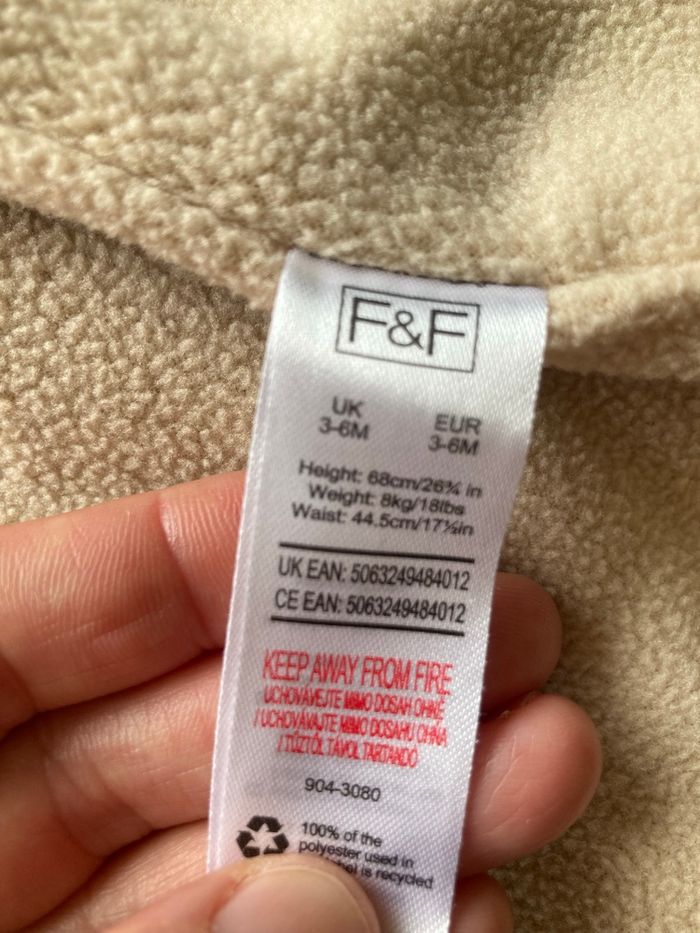 F&F
UK EUR
3-6M 3-6M
Height: 68cm/26¾ in
Weight: 8kg/18lbs
Waist: 44.5cm/17½in
UK EAN: 5063249484012
CE EAN: 5063249484012
KEEP AWAY FROM FIRE
UCHOVÁVEJTE MIMO DOSAH OHNĚ
/ UCHOVÁVAJTE MIMO DOSAHU OHŇA
/ TŰZTŐL TÁVOL TARTANDÓ
904-3080
100% of the
polyester used in
is recycled